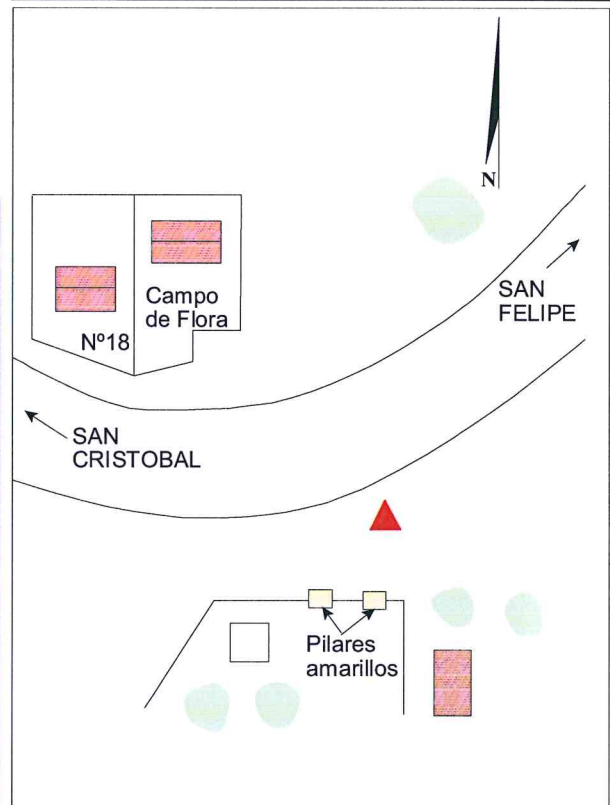 N
Campo
de Flora
Nº18
SAN
FELIPE
SAN
CRISTOBAL
Pilares
amarillos